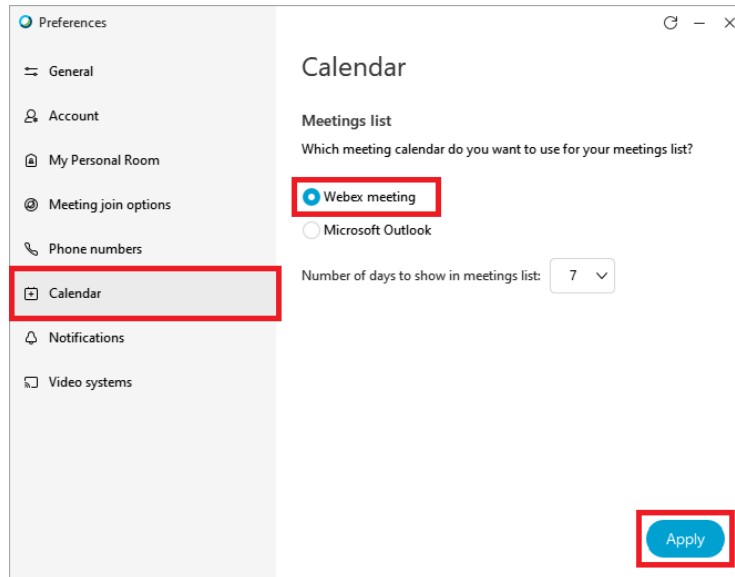 Preferences
General
Account
My Personal Room
Meeting join options
Phone numbers
Calendar
Notifications
Video systems
Calendar
Meetings list
Which meeting calendar do you want to use for your meetings list?
Webex meeting
Microsoft Outlook
Number of days to show in meetings list: 7
Apply